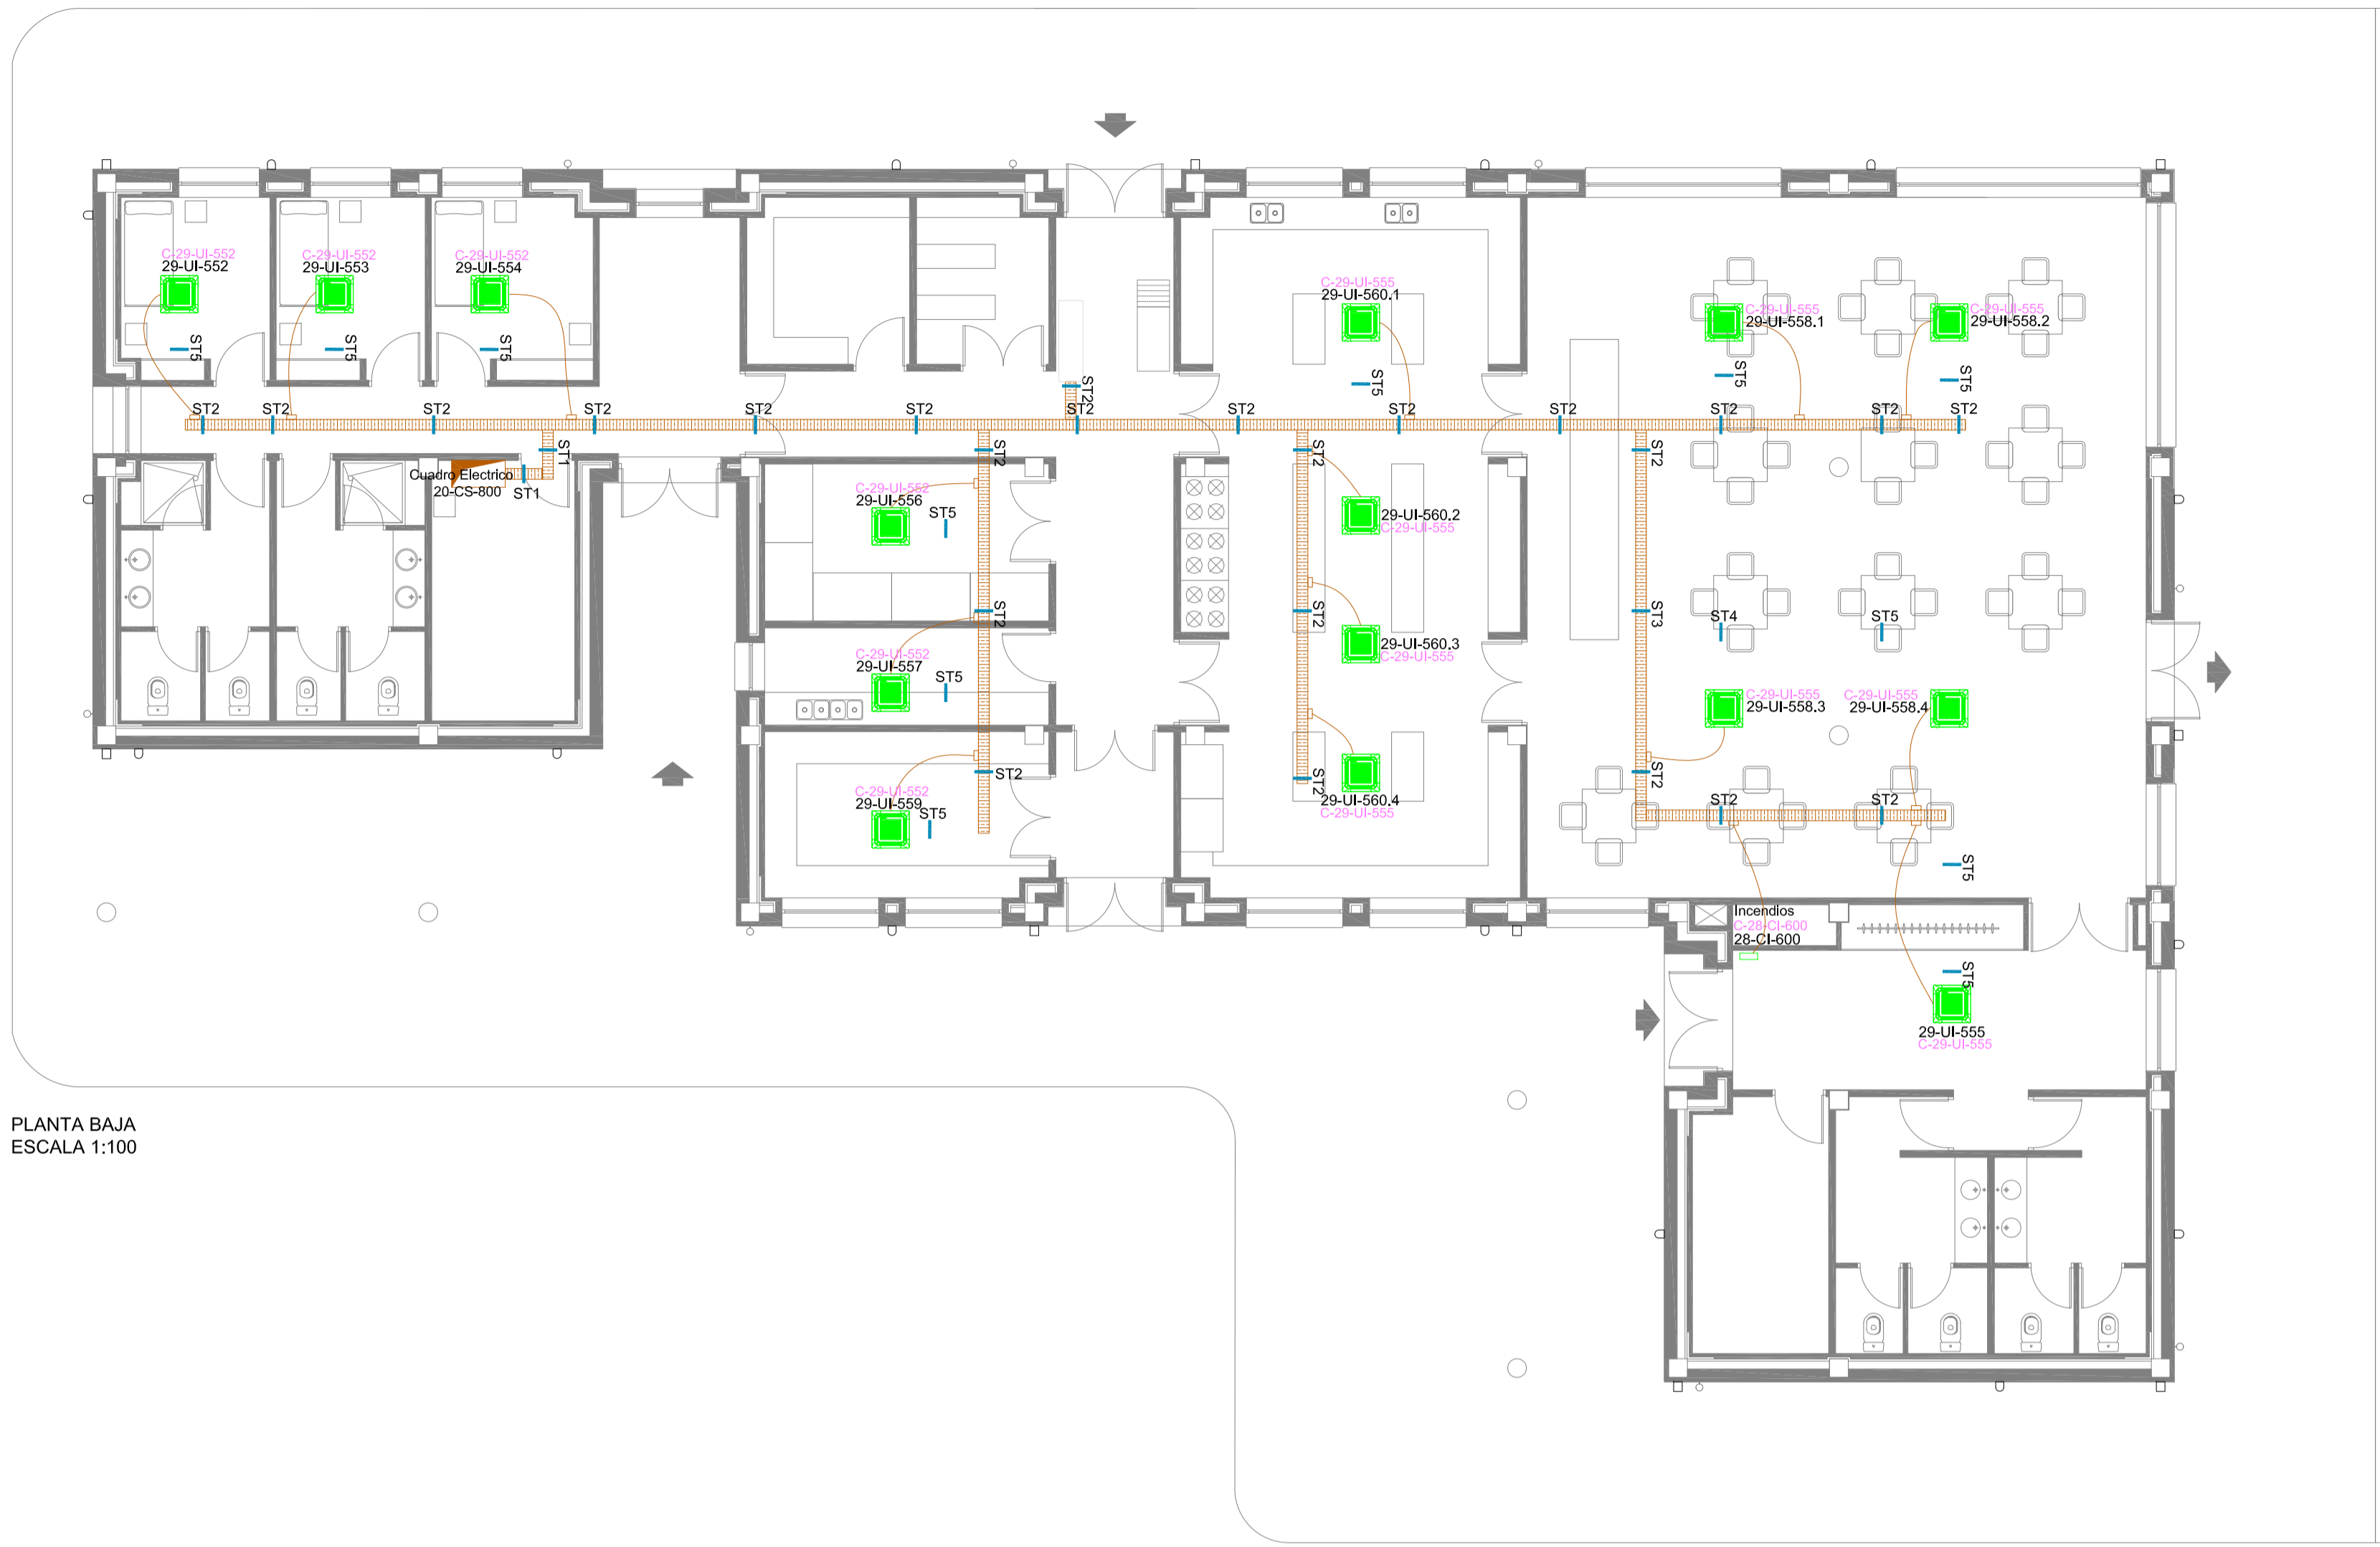 C-29-UI-552
29-UI-552
C-29-UI-552
29-UI-553
C-29-UI-552
29-UI-554
C-29-UI-555
29-UI-560.1
C-29-UI-555
29-UI-558.1
C-29-UI-555
29-UI-558.2
ST5
ST5
ST5
ST5
ST5
ST5
ST2
ST2
ST2
ST2
ST2
ST2
ST2
ST2
ST2
ST2
ST2
ST2
ST2
ST2
ST1
ST2
ST2
ST2
Cuadro Electrico
20-CS-800
ST1
C-29-UI-552
29-UI-556
ST5
29-UI-560.2
C-29-UI-555
ST2
ST2
ST3
ST4
ST5
29-UI-560.3
C-29-UI-555
C-29-UI-552
29-UI-557
ST5
C-29-UI-555
29-UI-558.3
C-29-UI-555
29-UI-558.4
ST2
ST2
ST2
C-29-UI-552
29-UI-559
ST5
29-UI-560.4
C-29-UI-555
ST2
ST2
ST5
Incendios
C-28-CI-600
28-CI-600
ST5
29-UI-555
C-29-UI-555
PLANTA BAJA
ESCALA 1:100